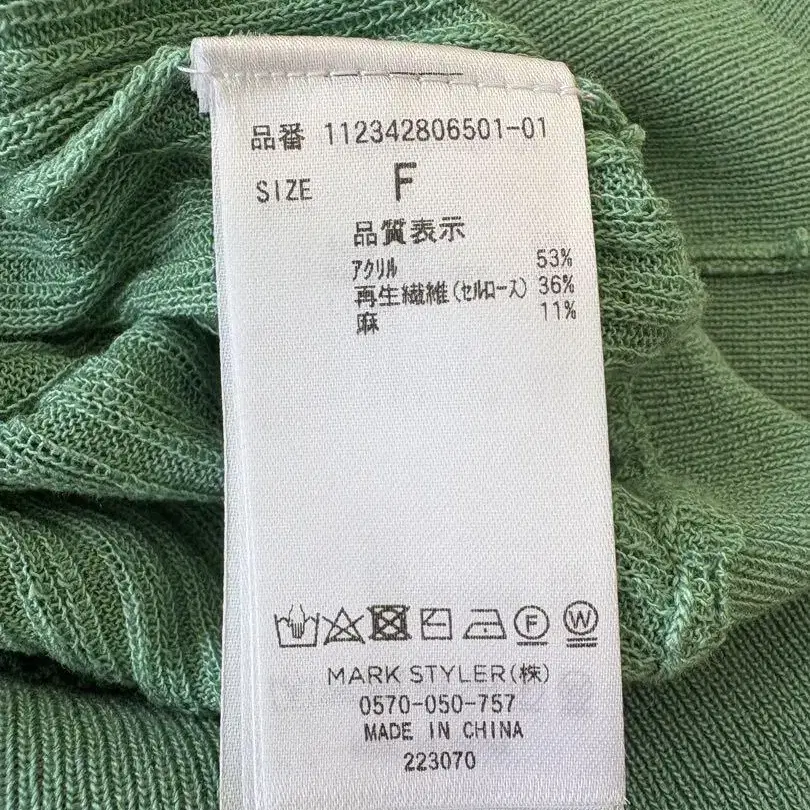 品番 112342806501-01
SIZE F
品質表示
アクリル 53%
再生繊維(セルロース) 36%
麻 11%
F W
MARK STYLER(株)
0570-050-757
MADE IN CHINA
223070